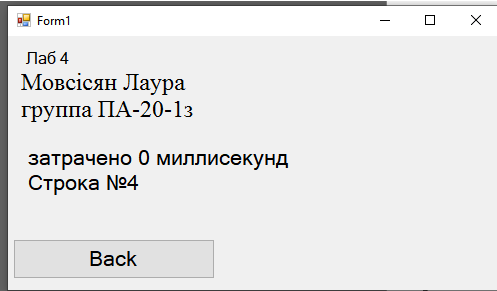 Form1
Лаб 4
Мовсісян Лаура
группа ПА-20-1з
затрачено 0 миллисекунд
Строка №4
Back